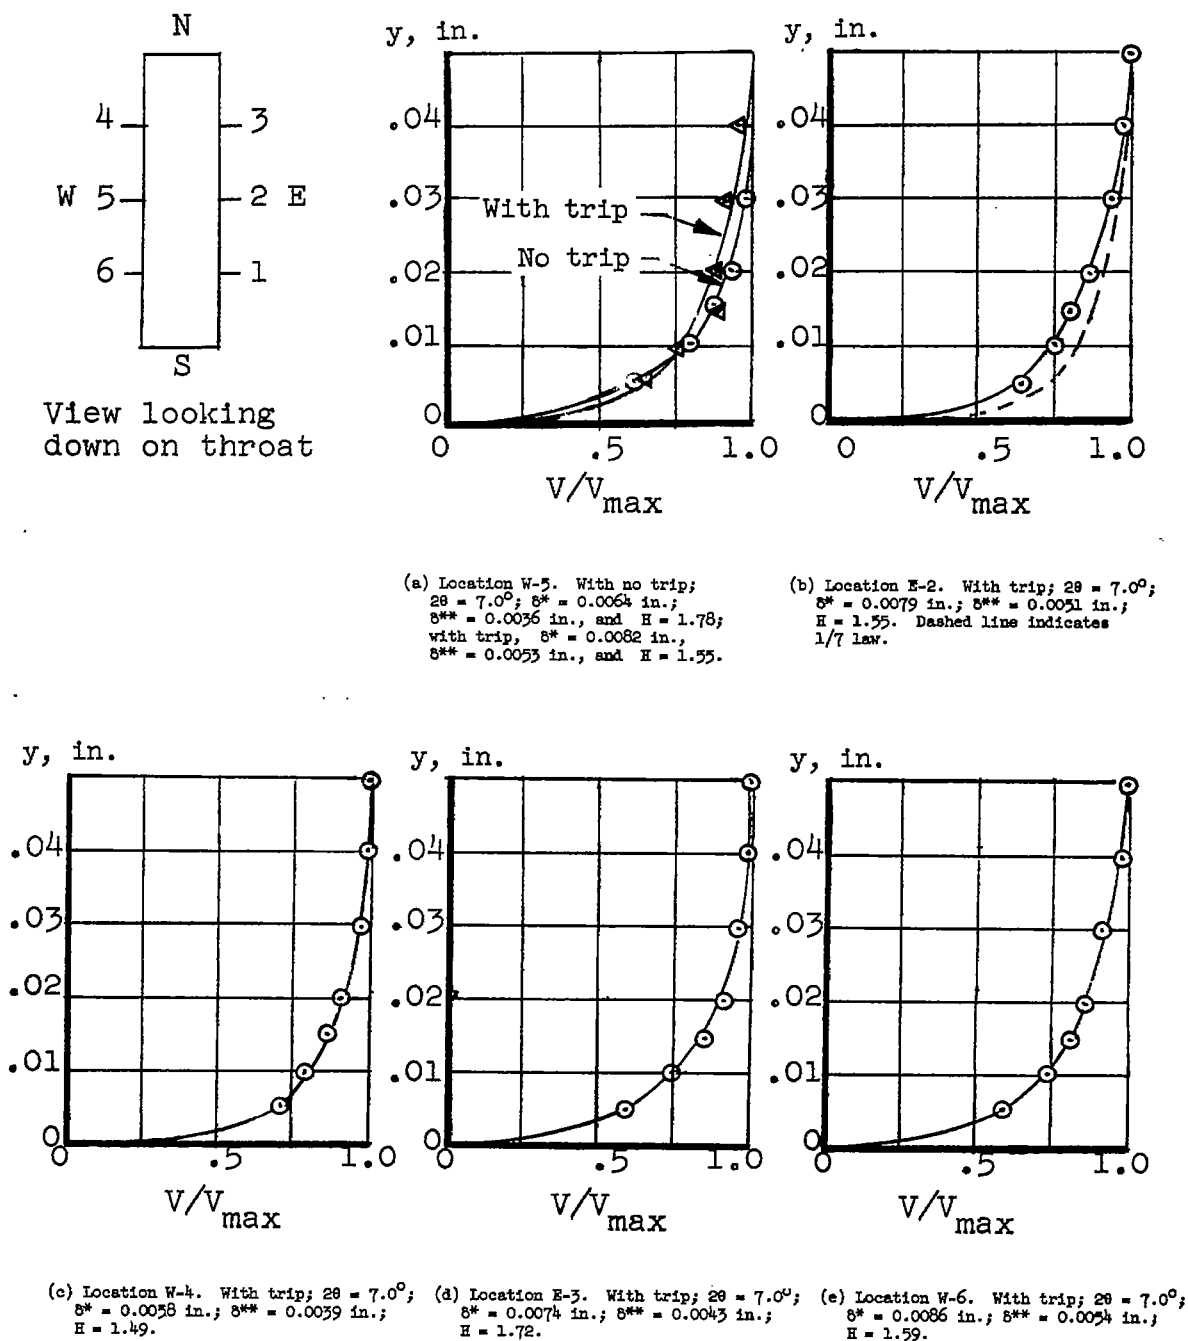 N
4 3
W 5 2 E
6 1
S
View looking
down on throat
y, in.
.04
.03
.02
.01
0
With trip
No trip
0 .5 1.0
V/Vmax
y, in.
.04
.03
.02
.01
0
0 .5 1.0
V/Vmax
(a) Location W-5. With no trip;
2θ = 7.0°; δ* = 0.0064 in.;
δ** = 0.0036 in., and H = 1.78;
with trip, δ* = 0.0082 in.,
δ** = 0.0053 in., and H = 1.55.
(b) Location E-2. With trip; 2θ = 7.0°;
δ* = 0.0079 in.; δ** = 0.0051 in.;
H = 1.55. Dashed line indicates
1/7 law.
y, in.
.04
.03
.02
.01
0
0 .5 1.0
V/Vmax
y, in.
.04
.03
.02
.01
0
0 .5 1.0
V/Vmax
y, in.
.04
.03
.02
.01
0
0 .5 1.0
V/Vmax
(c) Location W-4. With trip; 2θ = 7.0°;
δ* = 0.0058 in.; δ** = 0.0039 in.;
H = 1.49.
(d) Location E-3. With trip; 2θ = 7.0°;
δ* = 0.0074 in.; δ** = 0.0043 in.;
H = 1.72.
(e) Location W-6. With trip; 2θ = 7.0°;
δ* = 0.0086 in.; δ** = 0.0054 in.;
H = 1.59.